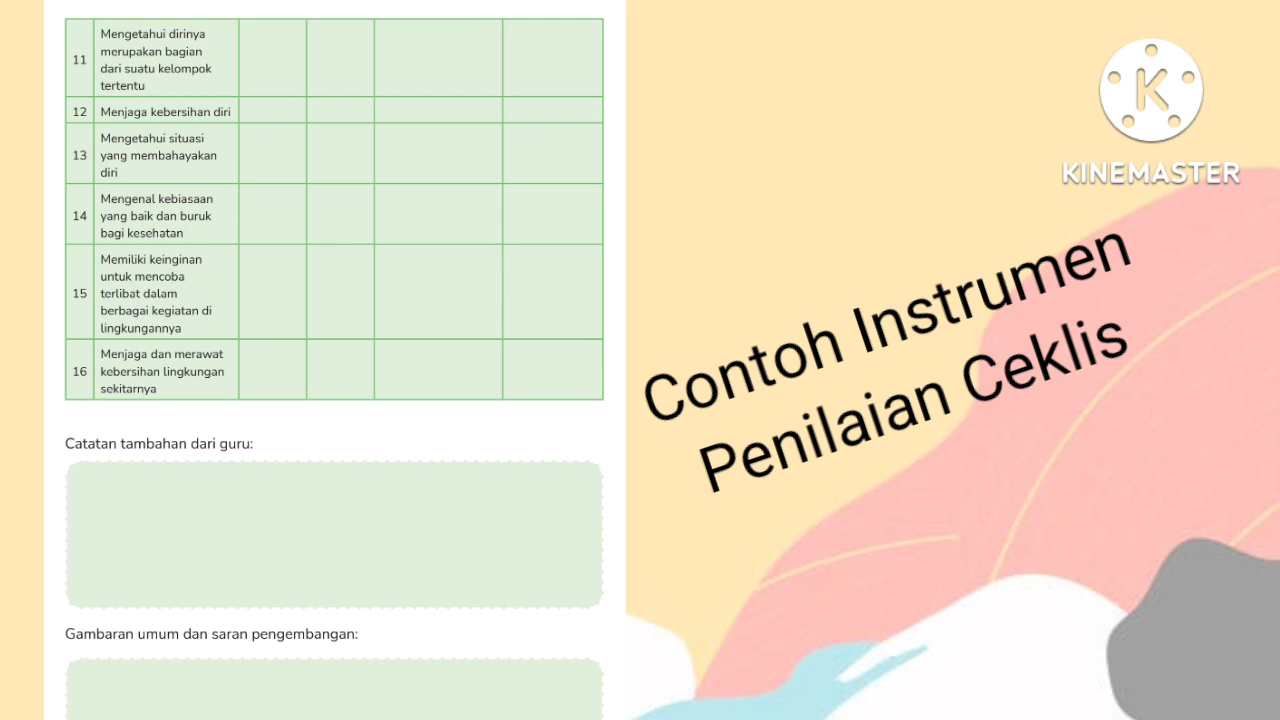 11
Mengetahui dirinya
merupakan bagian
dari suatu kelompok
tertentu
12
Menjaga kebersihan diri
13
Mengetahui situasi
yang membahayakan
diri
14
Mengenal kebiasaan
yang baik dan buruk
bagi kesehatan
15
Memiliki keinginan
untuk mencoba
terlibat dalam
berbagai kegiatan di
lingkungannya
16
Menjaga dan merawat
kebersihan lingkungan
sekitarnya
Catatan tambahan dari guru:
Gambaran umum dan saran pengembangan:
K
KINEMASTER
Contoh Instrumen
Penilaian Ceklis